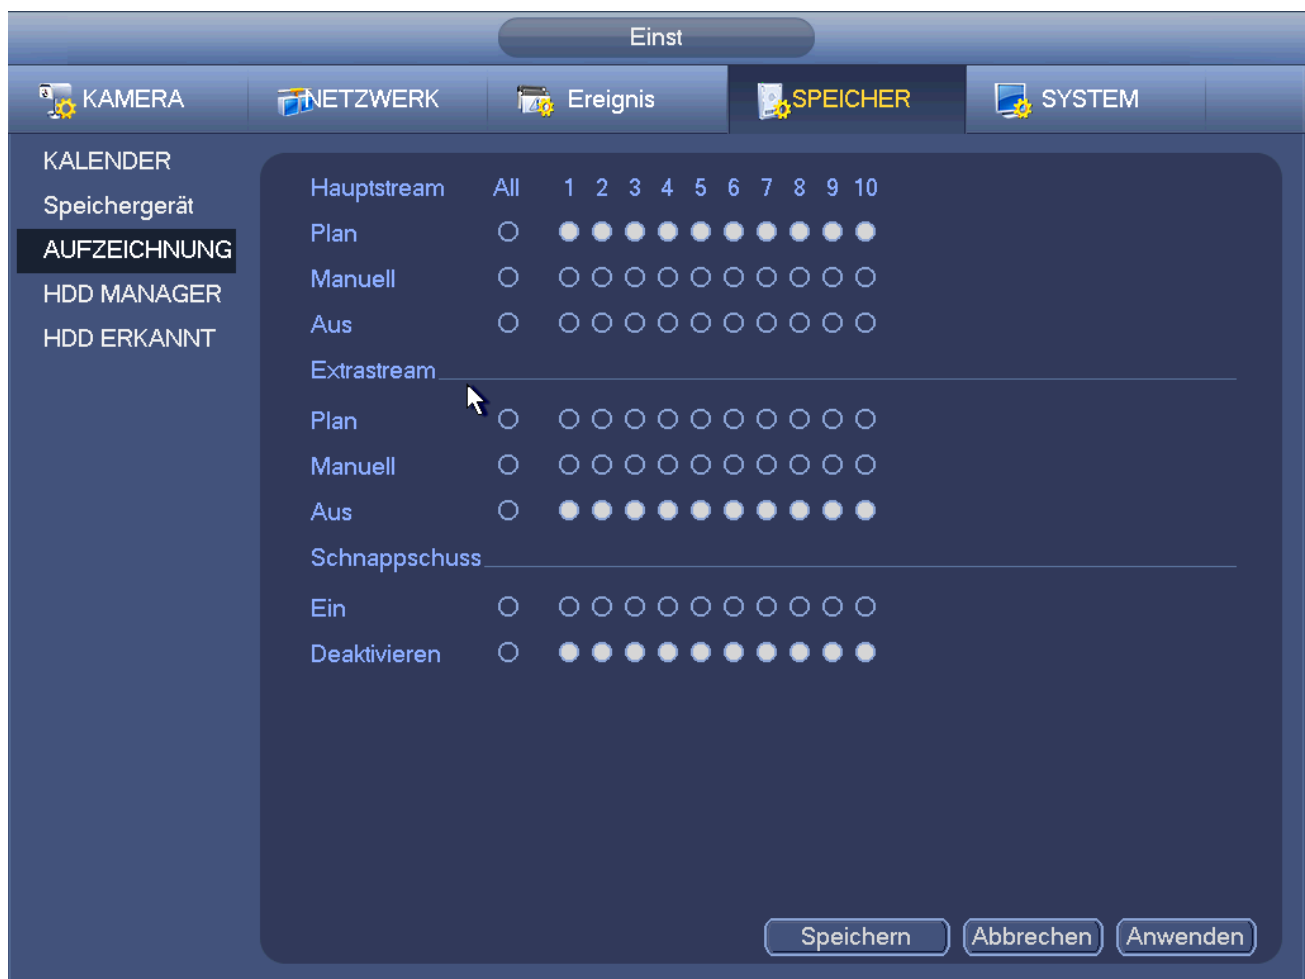 Einst
KAMERA NETZWERK Ereignis SPEICHER SYSTEM
KALENDER
Speichergerät
AUFZEICHNUNG
HDD MANAGER
HDD ERKANNT
Hauptstream All 1 2 3 4 5 6 7 8 9 10
Plan
Manuell
Aus
Extrastream
Plan
Manuell
Aus
Schnappschuss
Ein
Deaktivieren
Speichern Abbrechen Anwenden